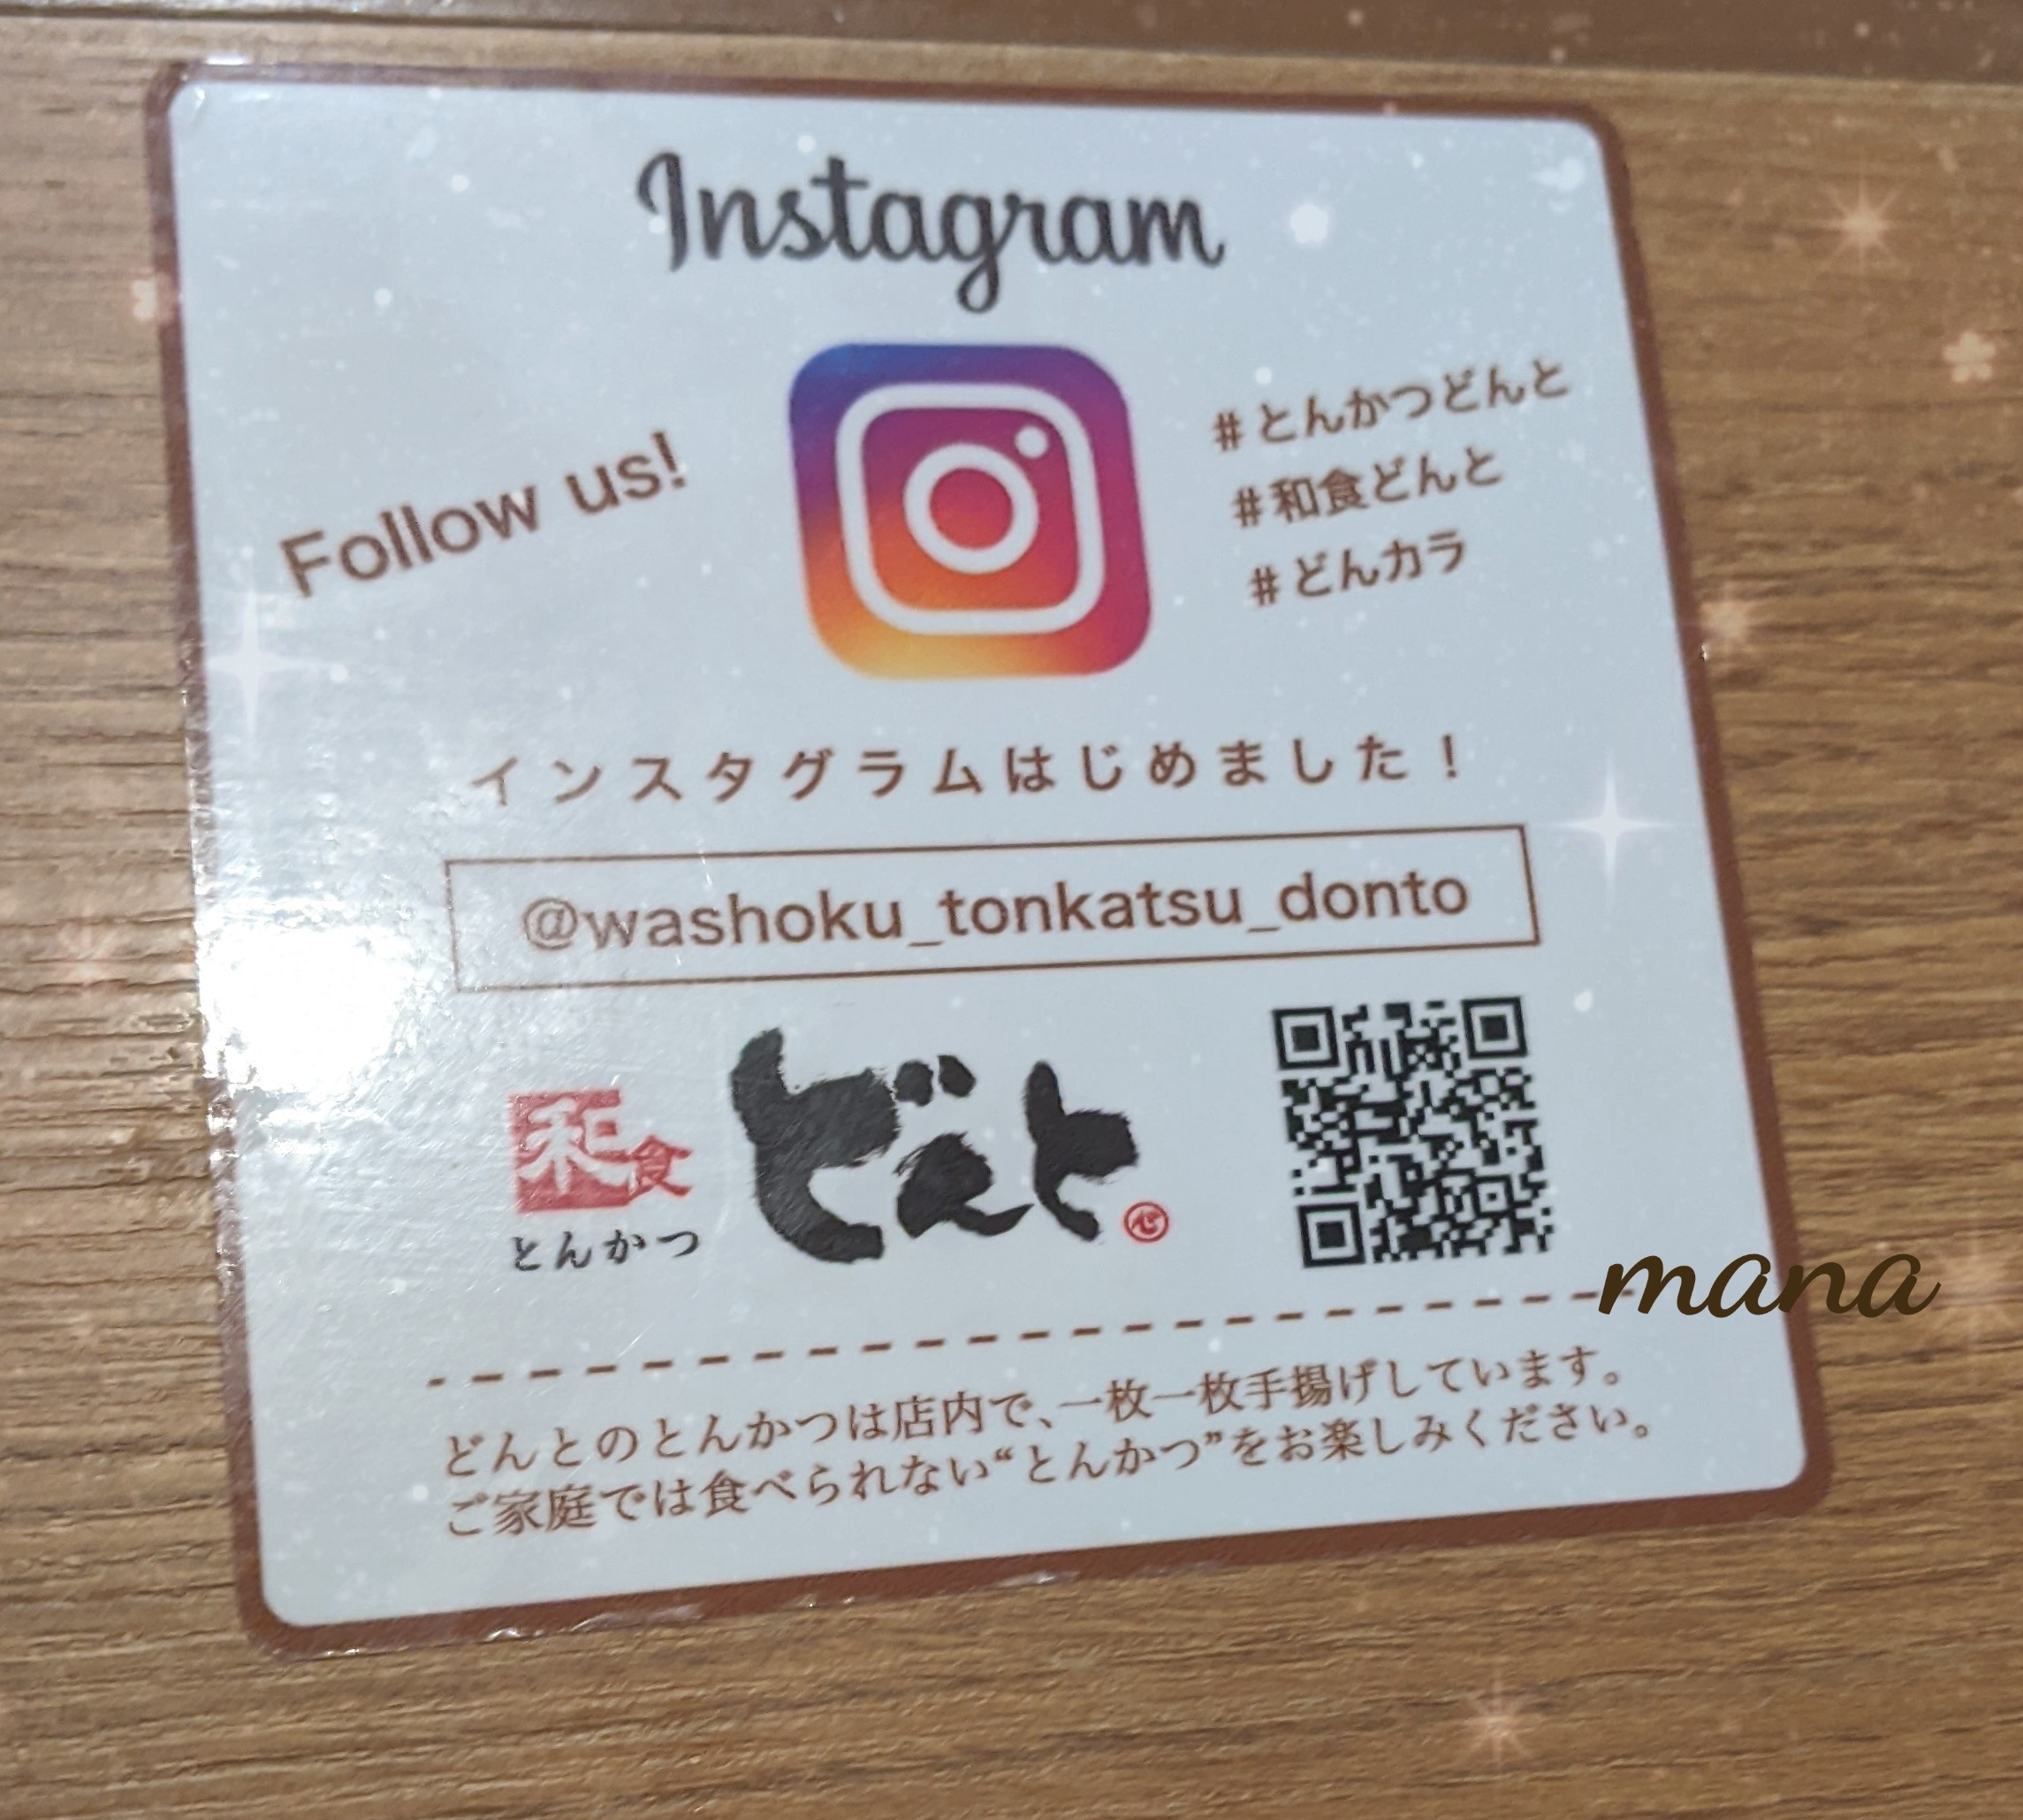 Instagram
Follow us!
#とんかつどんと
#和食どんと
#どんカラ
インスタグラムはじめました！
@washoku_tonkatsu_donto
和食
とんかつ
どんと
心
mana
どんとのとんかつは店内で、一枚一枚手揚げしています。
ご家庭では食べられない“とんかつ”をお楽しみください。